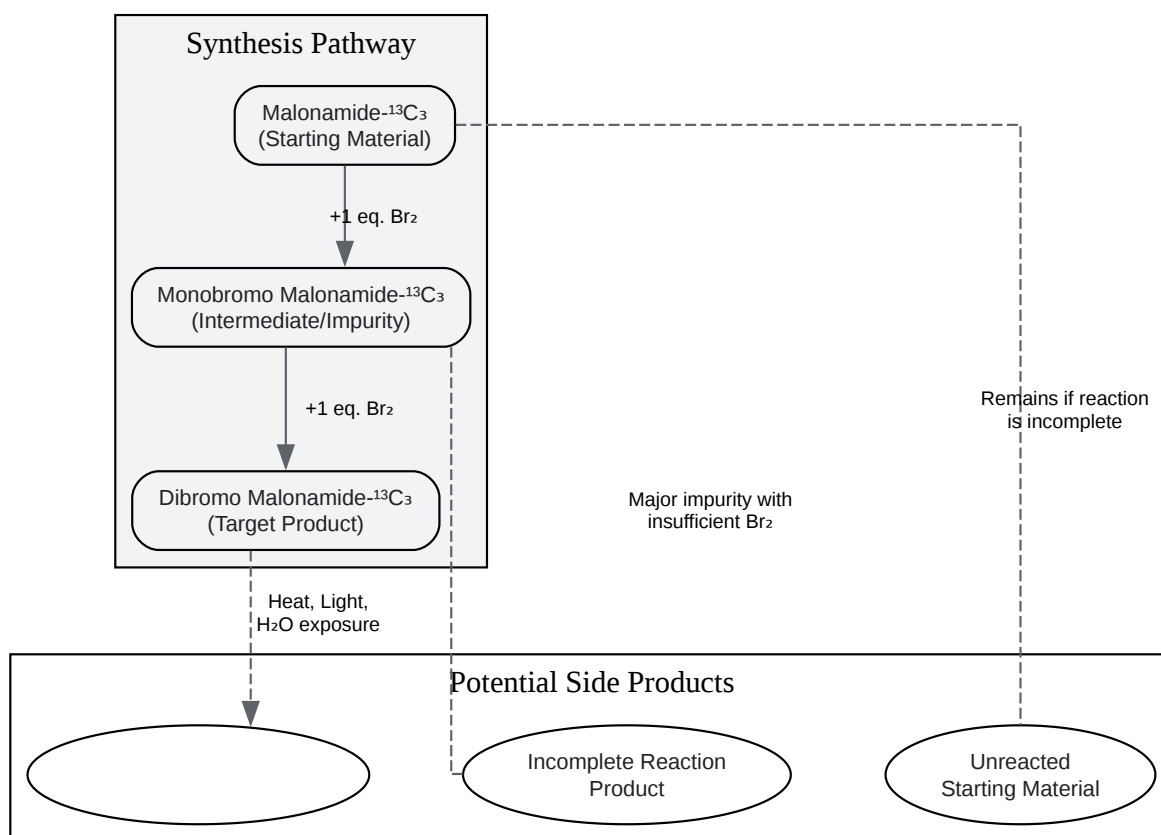 Synthesis Pathway
Malonamide-¹³C₃
(Starting Material)
+1 eq. Br₂
Monobromo Malonamide-¹³C₃
(Intermediate/Impurity)
+1 eq. Br₂
Remains if reaction
is incomplete
Dibromo Malonamide-¹³C₃
(Target Product)
Major impurity with
insufficient Br₂
Heat, Light,
H₂O exposure
Potential Side Products
Incomplete Reaction
Product
Unreacted
Starting Material